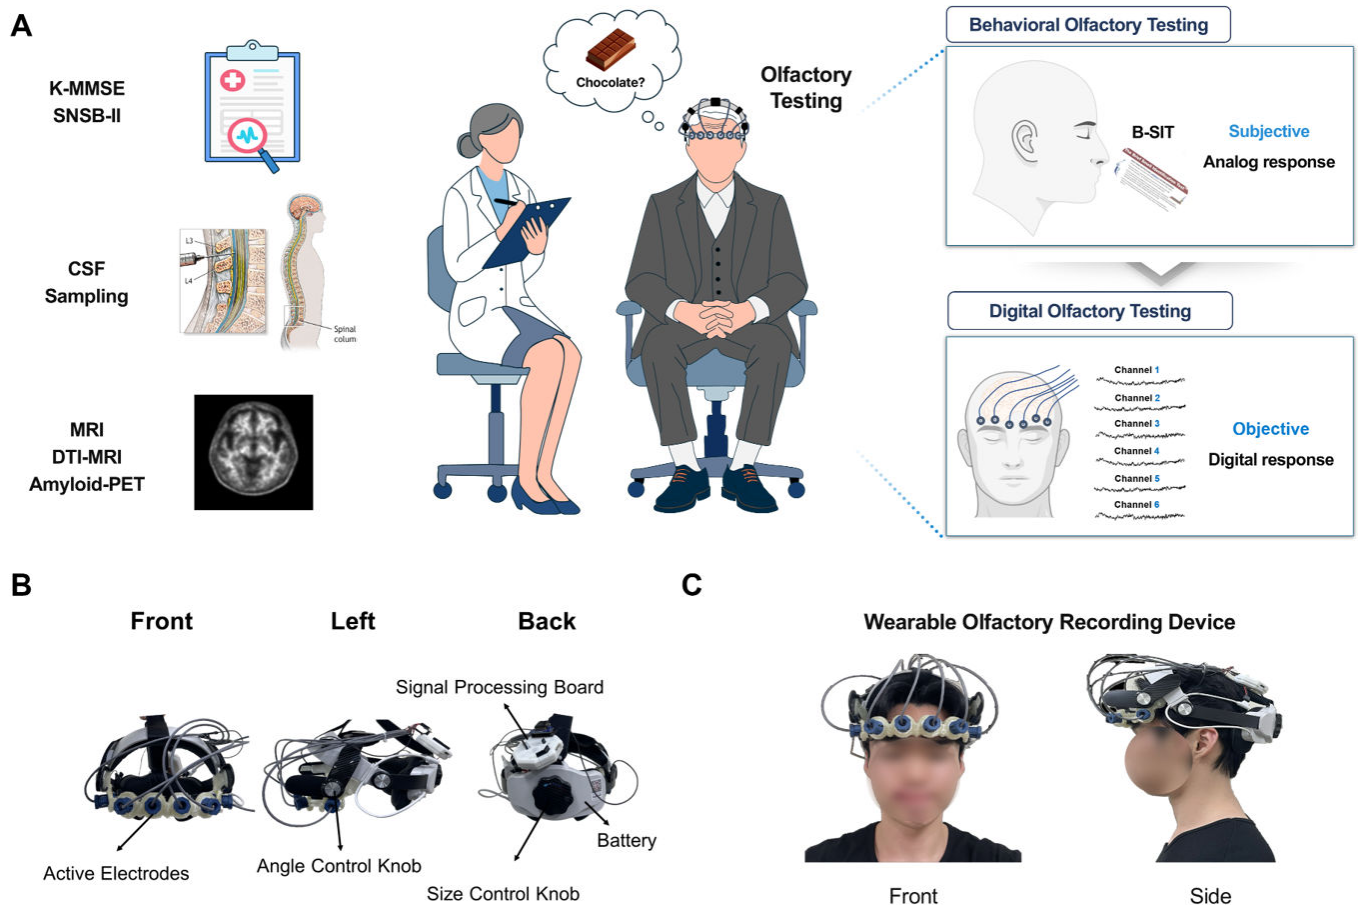 A
K-MMSE
SNSB-II
CSF
Sampling
L3
L4
Spinal
colum
MRI
DTI-MRI
Amyloid-PET
Chocolate?
Olfactory
Testing
Behavioral Olfactory Testing
B-SIT
Subjective
Analog response
Digital Olfactory Testing
Channel 1
Channel 2
Channel 3
Channel 4
Channel 5
Channel 6
Objective
Digital response
B
Front
Left
Back
Signal Processing Board
Active Electrodes
Angle Control Knob
Size Control Knob
Battery
C
Wearable Olfactory Recording Device
Front
Side